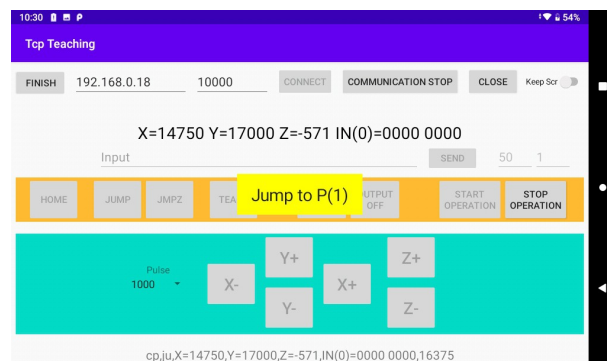 10:30 54%
Tcp Teaching
FINISH 192.168.0.18 10000 CONNECT COMMUNICATION STOP CLOSE Keep Scr
X=14750 Y=17000 Z=-571 IN(0)=0000 0000
Input SEND 50 1
HOME JUMP JMPZ TEA Jump to P(1) UTPUT OFF START OPERATION STOP OPERATION
Y+ Z+
Pulse
1000 X- X+
Y- Z-
cp,ju,X=14750,Y=17000,Z=-571,IN(0)=0000 0000,16375